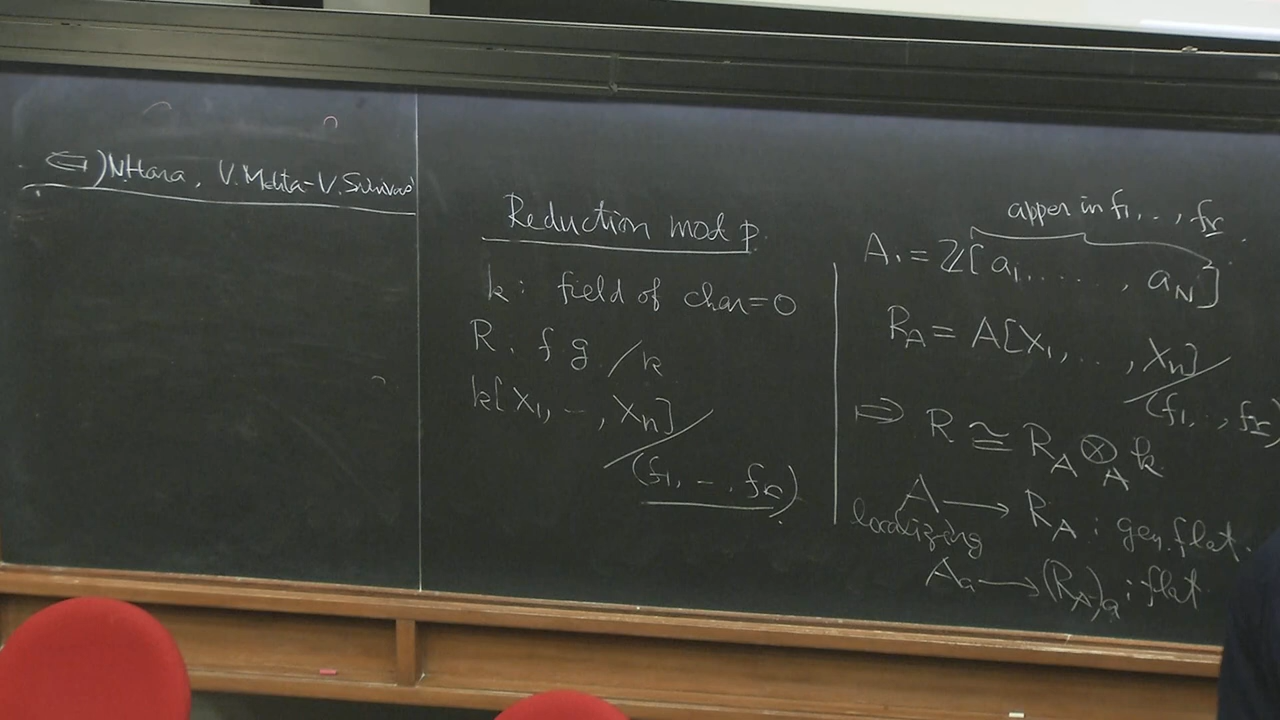 ⇐) N.Hara, V.Mehta-V.Srinivas
Reduction mod p.
k: field of char=0
R. f g /k
k[X1, -, Xn] / (f1, -, fr)
apper in f1, .., fr.
A = ℤ[a1, ...., aN]
RA = A[X1, .., Xn] / (f1, .., fr)
⇒ R ≅ RA ⊗A k
A → RA : gen. flat.
localizing
Aa → (RA)a : flat